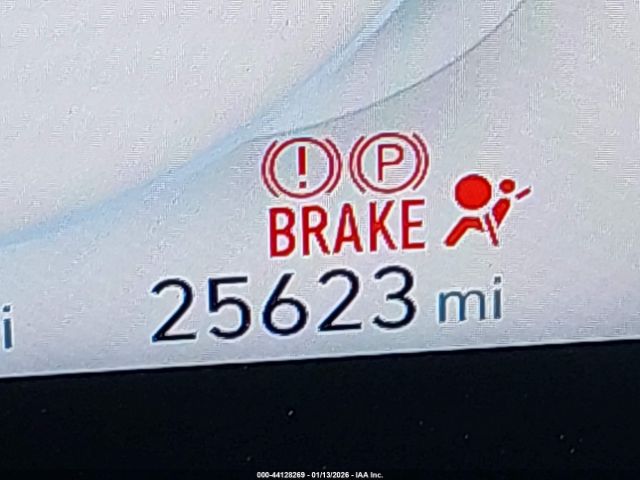 ! P
BRAKE
i 25623 mi
000-44128269 - 01/13/2026 - IAA Inc.